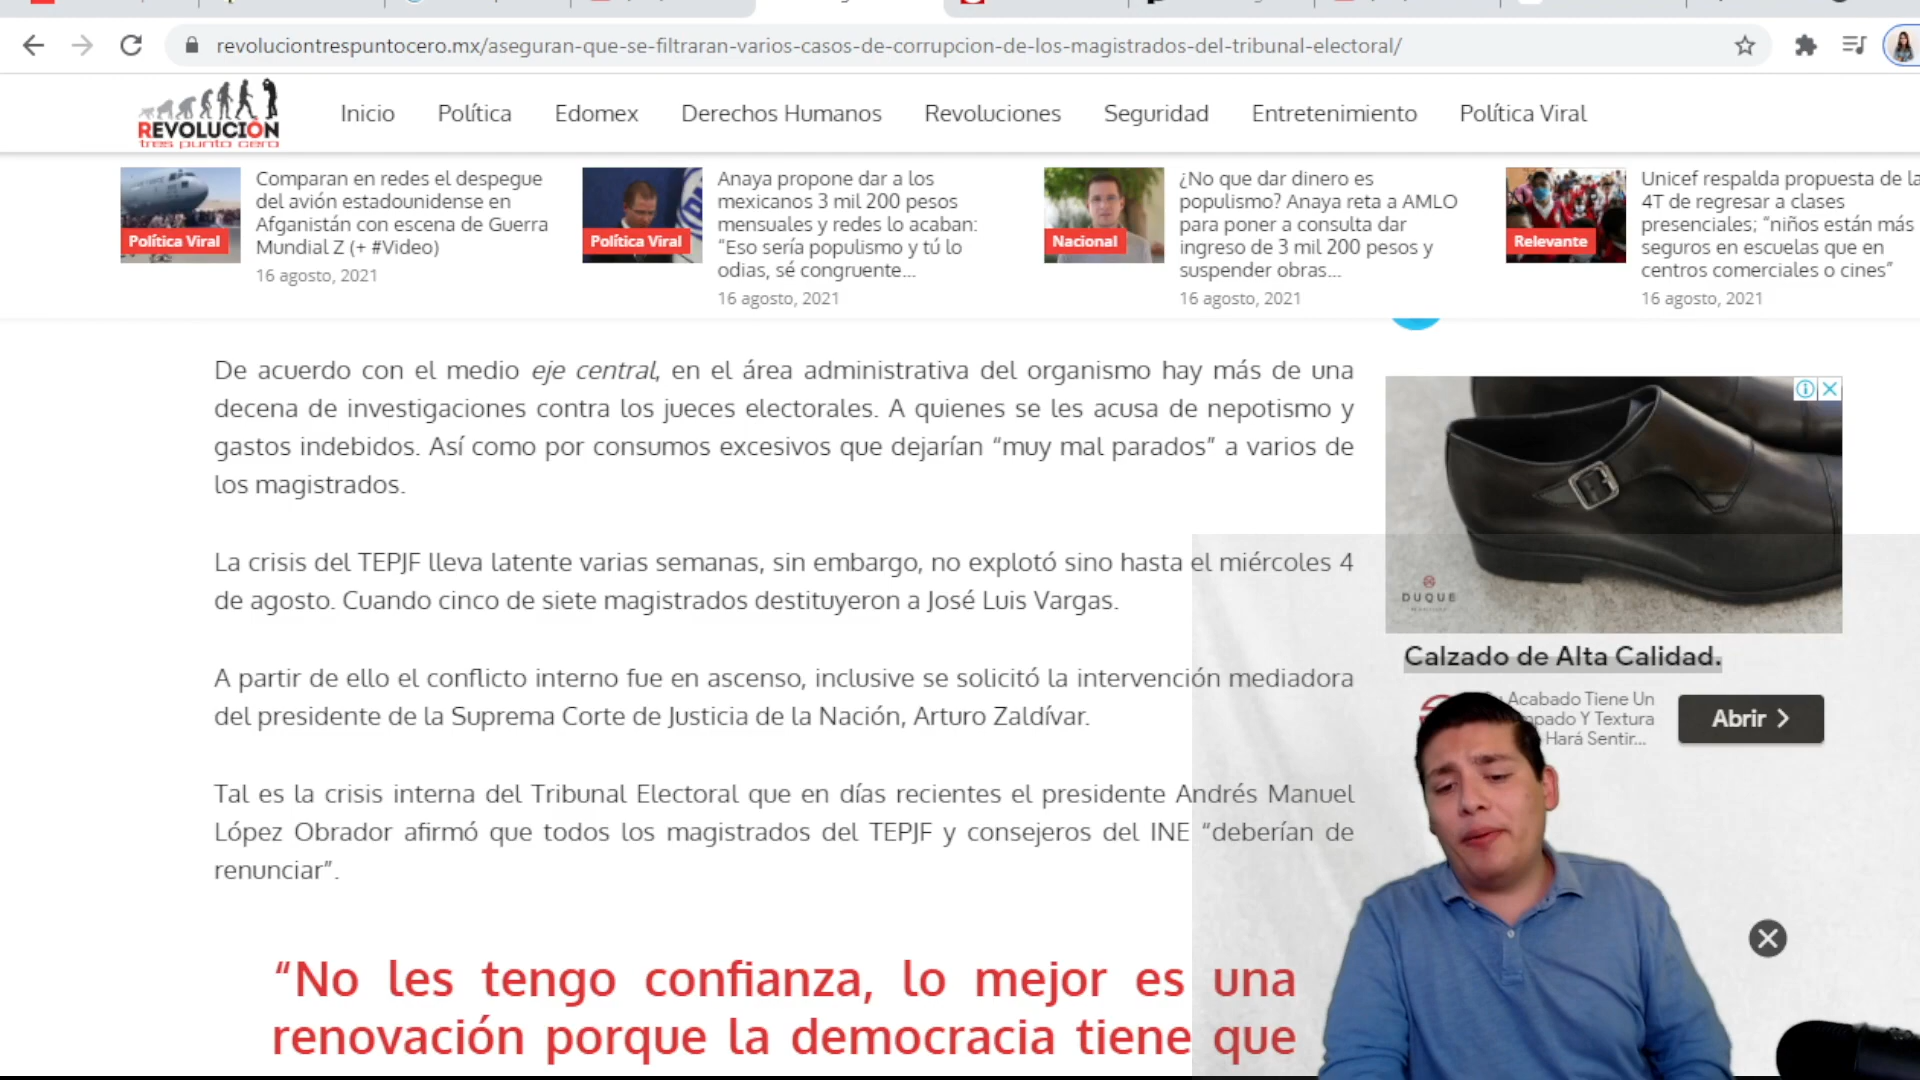 revoluciontrespuntocero.mx/aseguran-que-se-filtraran-varios-casos-de-corrupcion-de-los-magistrados-del-tribunal-electoral/
REVOLUCIÓN
tres punto cero
Inicio
Política
Edomex
Derechos Humanos
Revoluciones
Seguridad
Entretenimiento
Política Viral
Política Viral
Comparan en redes el despegue
del avión estadounidense en
Afganistán con escena de Guerra
Mundial Z (+ #Video)
16 agosto, 2021
Política Viral
Anaya propone dar a los
mexicanos 3 mil 200 pesos
mensuales y redes lo acaban:
“Eso sería populismo y tú lo
odias, sé congruente...
16 agosto, 2021
Nacional
¿No que dar dinero es
populismo? Anaya reta a AMLO
para poner a consulta dar
ingreso de 3 mil 200 pesos y
suspender obras...
16 agosto, 2021
Relevante
Unicef respalda propuesta de la
4T de regresar a clases
presenciales; “niños están más
seguros en escuelas que en
centros comerciales o cines”
16 agosto, 2021
De acuerdo con el medio eje central, en el área administrativa del organismo hay más de una
decena de investigaciones contra los jueces electorales. A quienes se les acusa de nepotismo y
gastos indebidos. Así como por consumos excesivos que dejarían “muy mal parados” a varios de
los magistrados.
La crisis del TEPJF lleva latente varias semanas, sin embargo, no explotó sino hasta el miércoles 4
de agosto. Cuando cinco de siete magistrados destituyeron a José Luis Vargas.
A partir de ello el conflicto interno fue en ascenso, inclusive se solicitó la intervención mediadora
del presidente de la Suprema Corte de Justicia de la Nación, Arturo Zaldívar.
Tal es la crisis interna del Tribunal Electoral que en días recientes el presidente Andrés Manuel
López Obrador afirmó que todos los magistrados del TEPJF y consejeros del INE “deberían de
renunciar”.
“No les tengo confianza, lo mejor es una
renovación porque la democracia tiene que
DUQUE
Calzado de Alta Calidad.
Acabado Tiene Un
Y Textura
Hará Sentir...
Abrir